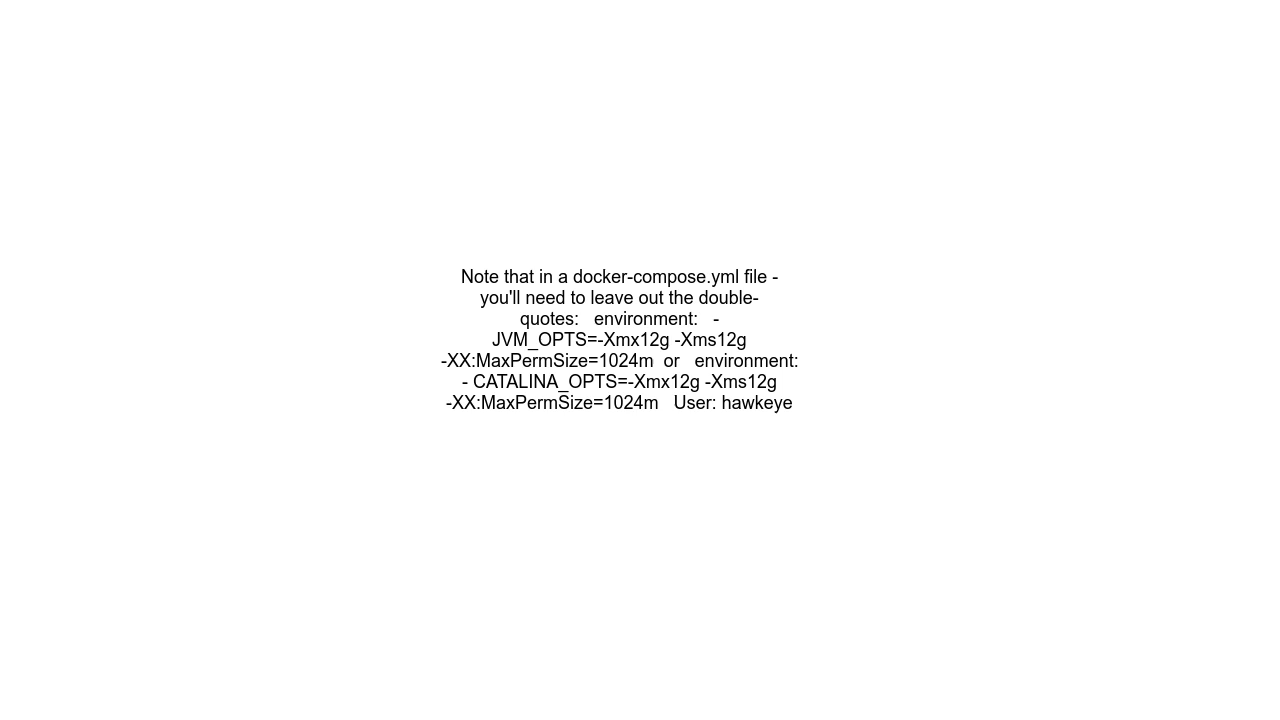 Note that in a docker-compose.yml file -
you'll need to leave out the double-
quotes:   environment:   -
JVM_OPTS=-Xmx12g -Xms12g
-XX:MaxPermSize=1024m  or   environment:
- CATALINA_OPTS=-Xmx12g -Xms12g
-XX:MaxPermSize=1024m   User: hawkeye